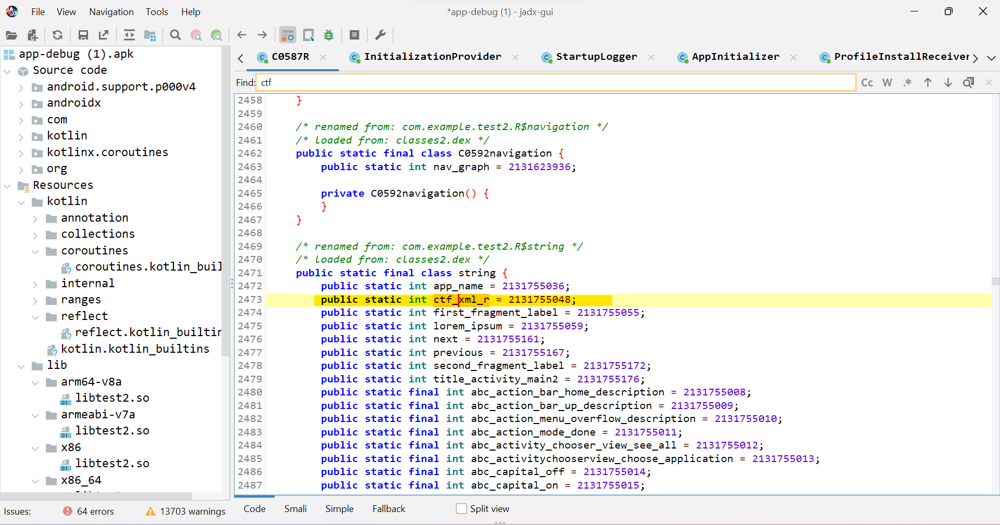 File View Navigation Tools Help
*app-debug (1) - jadx-gui
app-debug (1).apk
Source code
android.support.p000v4
androidx
com
kotlin
kotlinx.coroutines
org
Resources
kotlin
annotation
collections
coroutines
coroutines.kotlin_buil
internal
ranges
reflect
reflect.kotlin_builtin
kotlin.kotlin_builtins
lib
arm64-v8a
libtest2.so
armeabi-v7a
libtest2.so
x86
libtest2.so
x86_64
Issues: 64 errors 13703 warnings
C0587R InitializationProvider StartupLogger AppInitializer ProfileInstallReceiver
Find: ctf Cc W .*
2458 }
2459
2460 /* renamed from: com.example.test2.R$navigation */
2461 /* loaded from: classes2.dex */
2462 public static final class C0592navigation {
2463 public static int nav_graph = 2131623936;
2464
2465 private C0592navigation() {
2466 }
2467 }
2468
2469 /* renamed from: com.example.test2.R$string */
2470 /* loaded from: classes2.dex */
2471 public static final class string {
2472 public static int app_name = 2131755036;
2473 public static int ctf_xml_r = 2131755048;
2474 public static int first_fragment_label = 2131755055;
2475 public static int lorem_ipsum = 2131755059;
2476 public static int next = 2131755161;
2477 public static int previous = 2131755167;
2478 public static int second_fragment_label = 2131755172;
2479 public static int title_activity_main2 = 2131755176;
2480 public static final int abc_action_bar_home_description = 2131755008;
2481 public static final int abc_action_bar_up_description = 2131755009;
2482 public static final int abc_action_menu_overflow_description = 2131755010;
2483 public static final int abc_action_mode_done = 2131755011;
2484 public static final int abc_activity_chooser_view_see_all = 2131755012;
2485 public static final int abc_activitychooserview_choose_application = 2131755013;
2486 public static final int abc_capital_off = 2131755014;
2487 public static final int abc_capital_on = 2131755015;
Code Smali Simple Fallback Split view